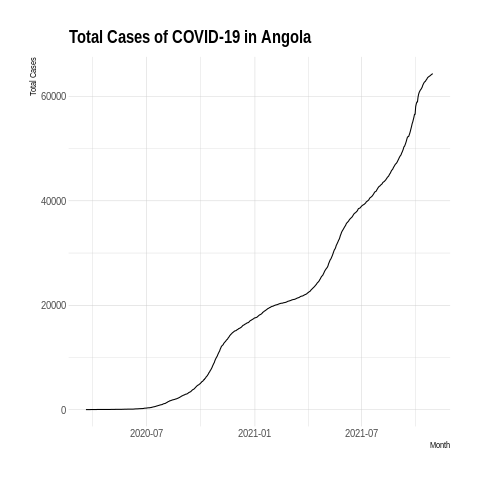 Total Cases of COVID-19 in Angola
Total Cases
60000
40000
20000
0
2020-07
2021-01
2021-07
Month